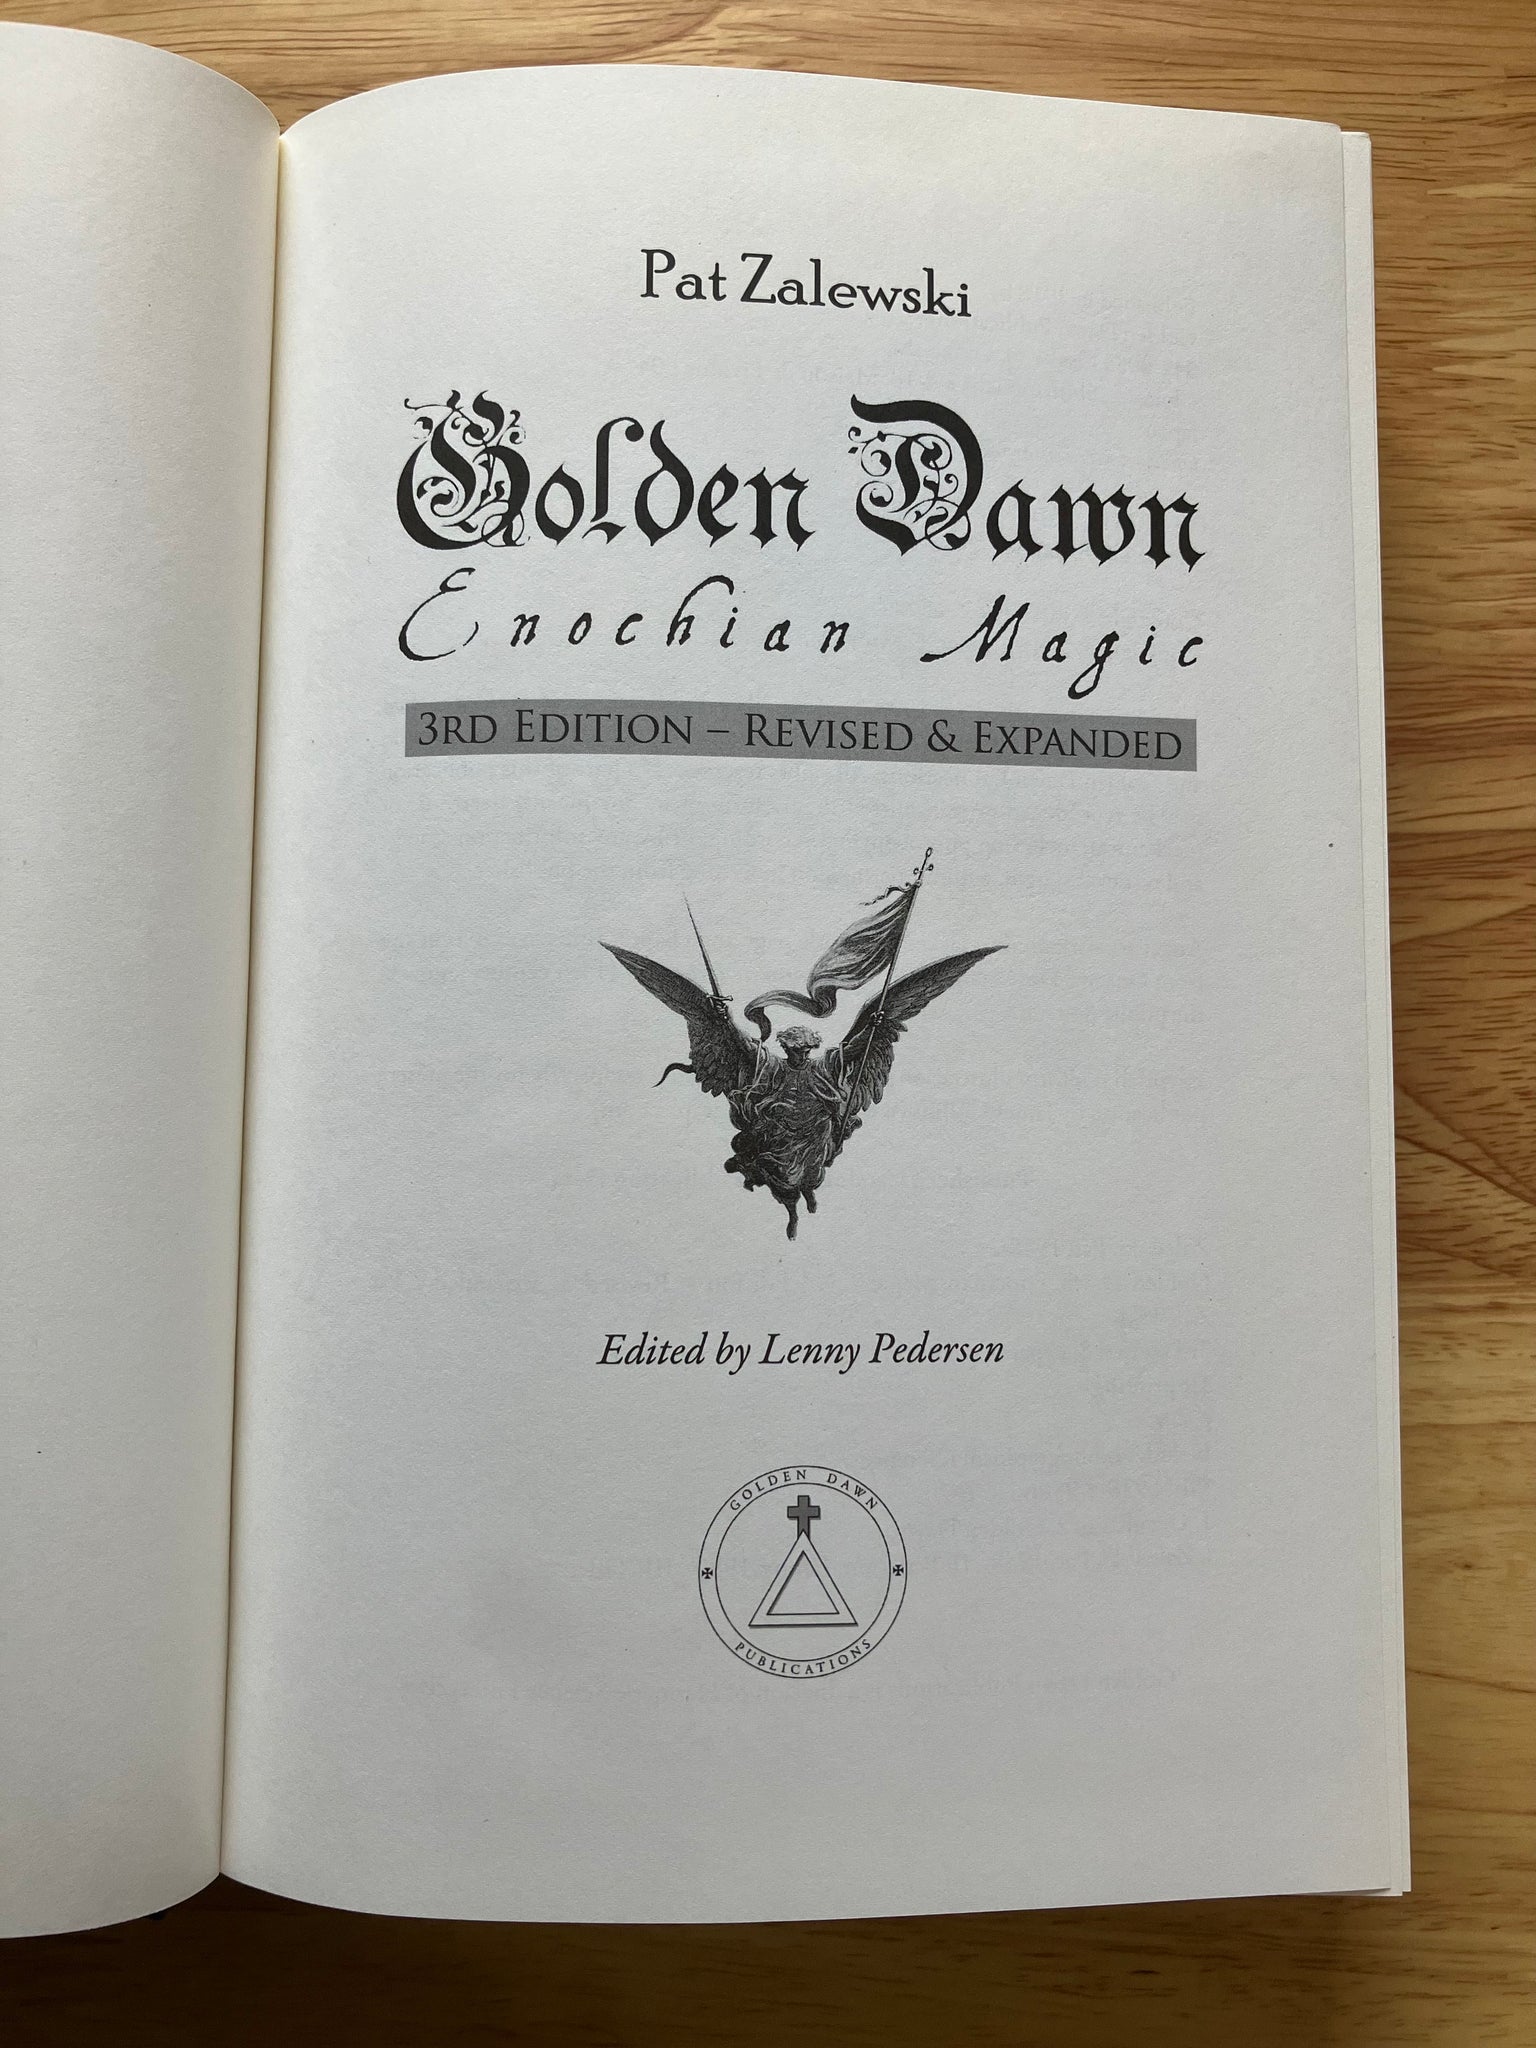 Pat Zalewski
Golden Dawn
Enochian Magic
3RD EDITION – REVISED & EXPANDED
Edited by Lenny Pedersen
GOLDEN DAWN
PUBLICATIONS